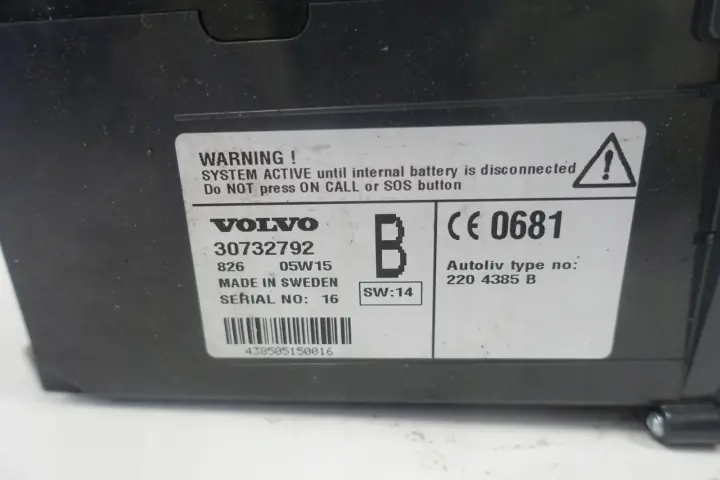 WARNING !
SYSTEM ACTIVE until internal battery is disconnected
Do NOT press ON CALL or SOS button
VOLVO
30732792
826 05W15
MADE IN SWEDEN
SERIAL NO: 16
B
SW:14
438505150016
CE 0681
Autoliv type no:
220 4385 B